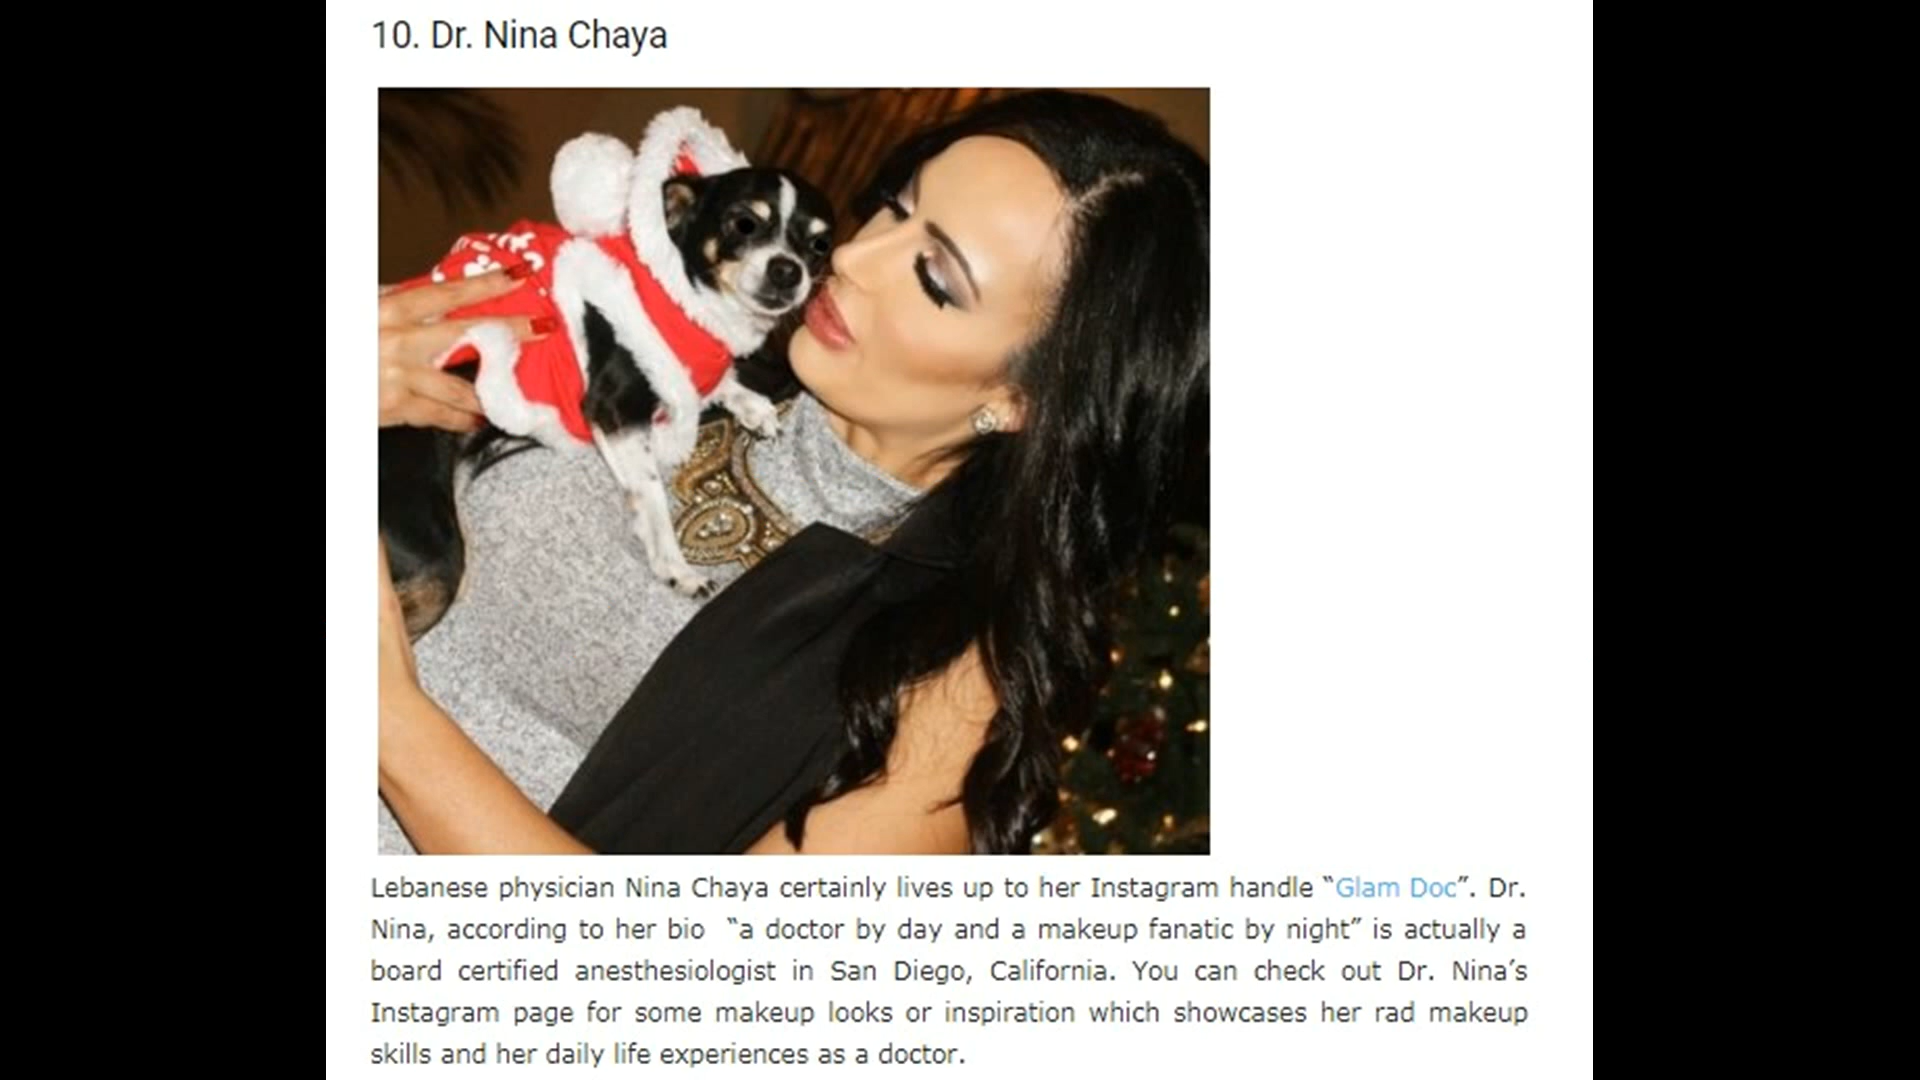 10. Dr. Nina Chaya
Lebanese physician Nina Chaya certainly lives up to her Instagram handle “Glam Doc”. Dr.
Nina, according to her bio “a doctor by day and a makeup fanatic by night” is actually a
board certified anesthesiologist in San Diego, California. You can check out Dr. Nina’s
Instagram page for some makeup looks or inspiration which showcases her rad makeup
skills and her daily life experiences as a doctor.